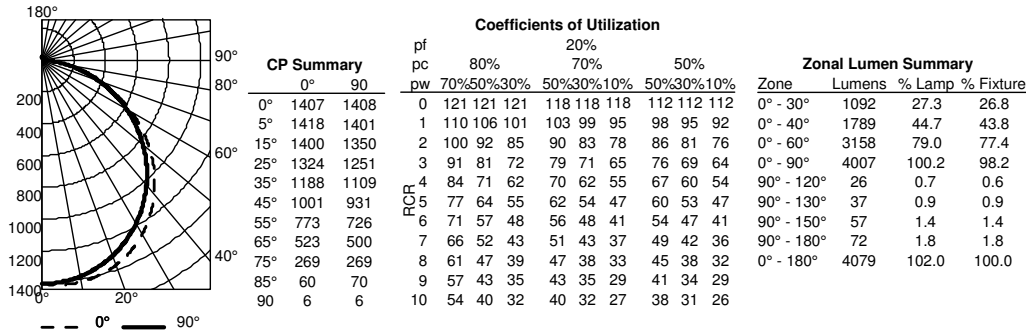 180°
90°
80°
60°
40°
200
400
600
800
1000
1200
1400
0°
20°
0° 90°
CP Summary
0° 90
0° 1407 1408
5° 1418 1401
15° 1400 1350
25° 1324 1251
35° 1188 1109
45° 1001 931
55° 773 726
65° 523 500
75° 269 269
85° 60 70
90 6 6
Coefficients of Utilization
pf 20%
pc 80% 70% 50%
pw 70%50%30% 50%30%10% 50%30%10%
RCR
0 121 121 121 118 118 118 112 112 112
1 110 106 101 103 99 95 98 95 92
2 100 92 85 90 83 78 86 81 76
3 91 81 72 79 71 65 76 69 64
4 84 71 62 70 62 55 67 60 54
5 77 64 55 62 54 47 60 53 47
6 71 57 48 56 48 41 54 47 41
7 66 52 43 51 43 37 49 42 36
8 61 47 39 47 38 33 45 38 32
9 57 43 35 43 35 29 41 34 29
10 54 40 32 40 32 27 38 31 26
Zonal Lumen Summary
Zone Lumens % Lamp % Fixture
0° - 30° 1092 27.3 26.8
0° - 40° 1789 44.7 43.8
0° - 60° 3158 79.0 77.4
0° - 90° 4007 100.2 98.2
90° - 120° 26 0.7 0.6
90° - 130° 37 0.9 0.9
90° - 150° 57 1.4 1.4
90° - 180° 72 1.8 1.8
0° - 180° 4079 102.0 100.0